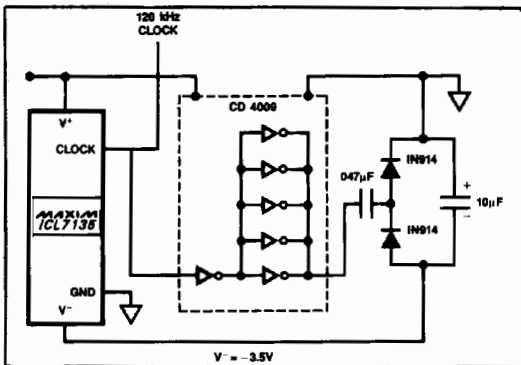 120 kHz
CLOCK
CD 4009
V+
CLOCK
MAXIM
ICL7135
GND
V−
047µF
IN914
IN914
+
10µF
−
V− = −3.5V